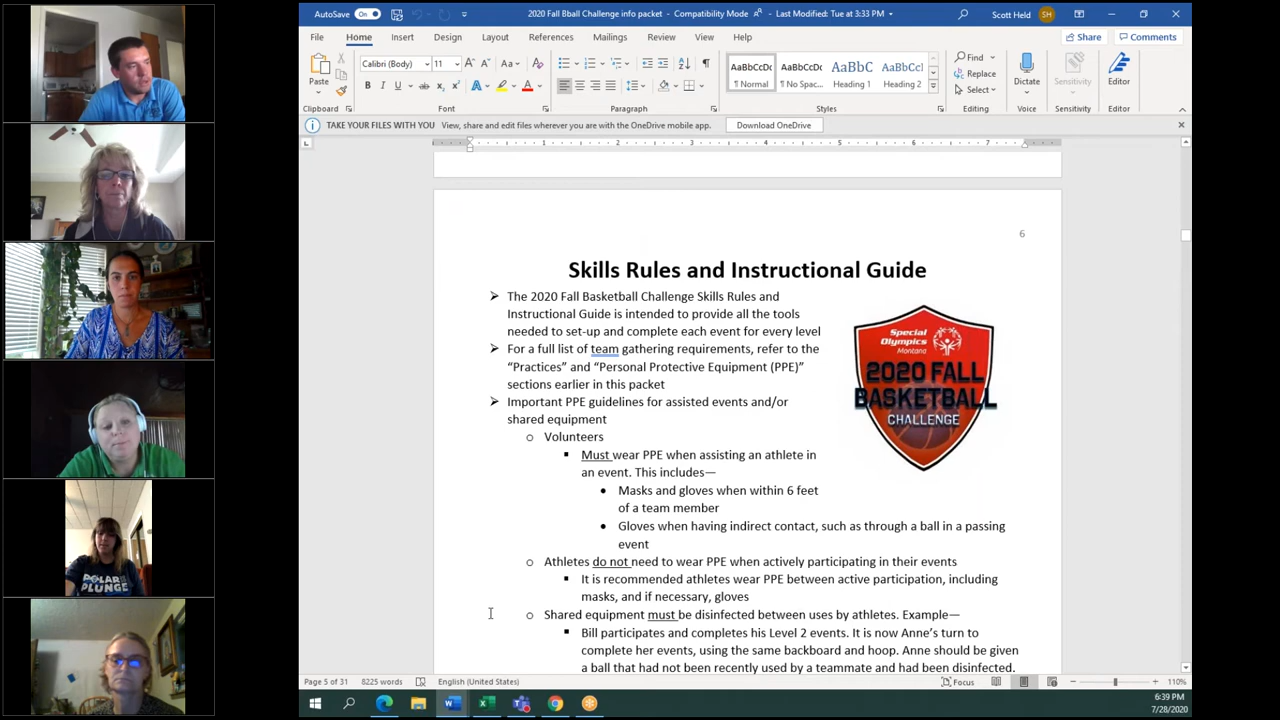 AutoSave On
2020 Fall Bball Challenge info packet - Compatibility Mode - Last Modified: Tue at 3:33 PM
Scott Held SH
File Home Insert Design Layout References Mailings Review View Help
Share Comments
Paste
Calibri (Body) 11
AaBbCcDc AaBbCcDc AaBbC AaBbCcC
¶ Normal ¶ No Spac... Heading 1 Heading 2
Find
Replace
Select
Dictate
Sensitivity
Editor
Clipboard Font Paragraph Styles Editing Voice Sensitivity Editor
TAKE YOUR FILES WITH YOU View, share and edit files wherever you are with the OneDrive mobile app. Download OneDrive
1 2 3 4 5 6 7
6
Skills Rules and Instructional Guide
➢ The 2020 Fall Basketball Challenge Skills Rules and
Instructional Guide is intended to provide all the tools
needed to set-up and complete each event for every level
➢ For a full list of team gathering requirements, refer to the
“Practices” and “Personal Protective Equipment (PPE)”
sections earlier in this packet
➢ Important PPE guidelines for assisted events and/or
shared equipment
o Volunteers
▪ Must wear PPE when assisting an athlete in
an event. This includes—
• Masks and gloves when within 6 feet
of a team member
• Gloves when having indirect contact, such as through a ball in a passing
event
o Athletes do not need to wear PPE when actively participating in their events
▪ It is recommended athletes wear PPE between active participation, including
masks, and if necessary, gloves
o Shared equipment must be disinfected between uses by athletes. Example—
▪ Bill participates and completes his Level 2 events. It is now Anne’s turn to
complete her events, using the same backboard and hoop. Anne should be given
a ball that had not been recently used by a teammate and had been disinfected.
Special
Olympics
Montana
2020 FALL
BASKETBALL
CHALLENGE
POLAR
PLUNGE
Page 5 of 31 8225 words English (United States) Focus 110%
6:39 PM
7/28/2020